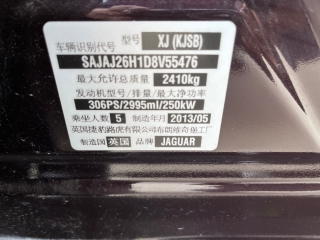 车辆识别代号 型号 XJ (KJSB)
SAJAJ26H1D8V55476
最大允许总质量 2410kg
发动机型号/排量/最大净功率
306PS/2995ml/250kW
乘坐人数 5 制造年月 2013/05
英国捷豹路虎有限公司布朗维奇堡工厂
制造国 英国 品牌 JAGUAR